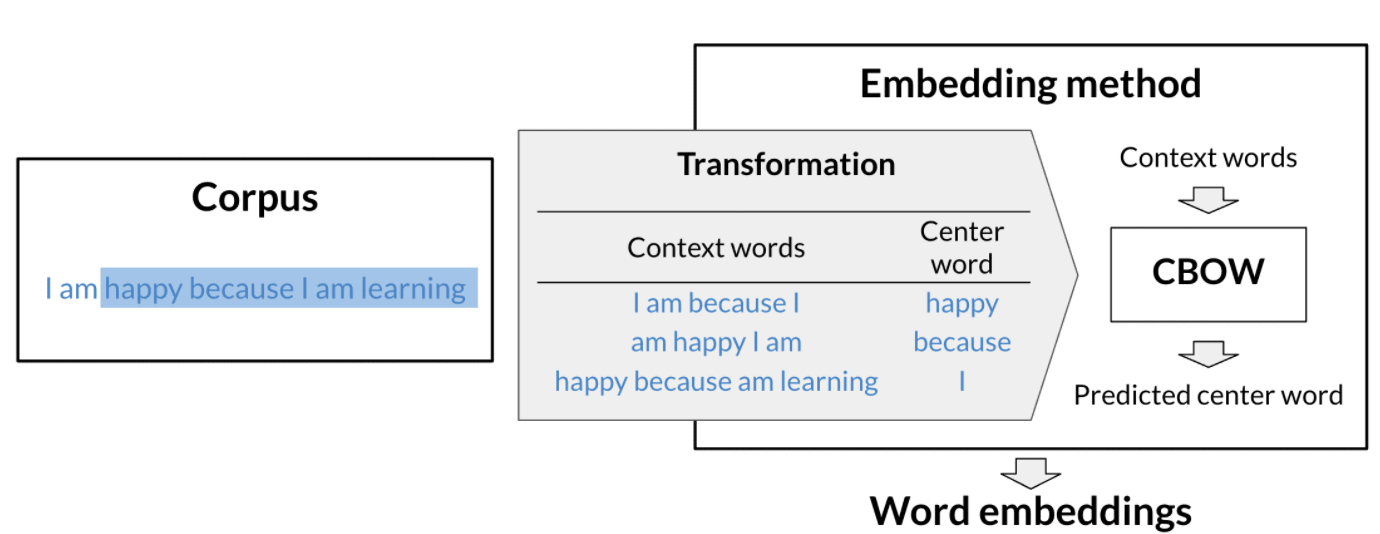 Corpus
I am happy because I am learning
Embedding method
Transformation
Context words
Center
word
I am because I
happy
am happy I am
because
happy because am learning
I
Context words
CBOW
Predicted center word
Word embeddings